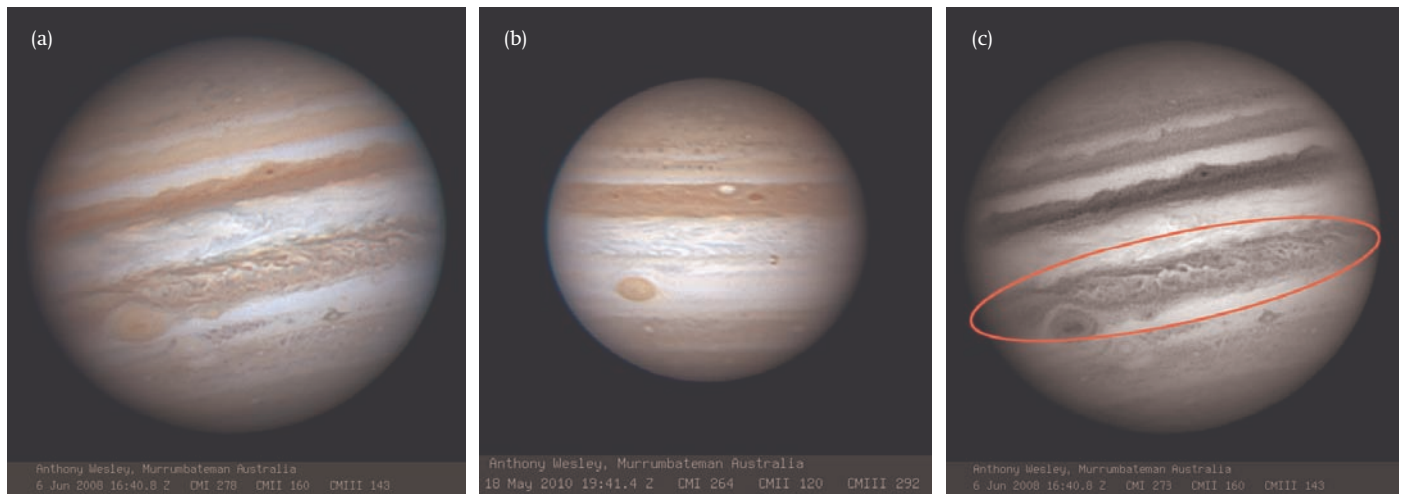 (a)
Anthony Wesley, Murrumbateman Australia
6 Jun 2008 16:40.8 Z CMI 278 CMII 160 CMIII 143
(b)
Anthony Wesley, Murrumbateman Australia
18 May 2010 19:41.4 Z CMI 264 CMII 120 CMIII 292
(c)
Anthony Wesley, Murrumbateman Australia
6 Jun 2008 16:40.8 Z CMI 273 CMII 160 CMIII 143